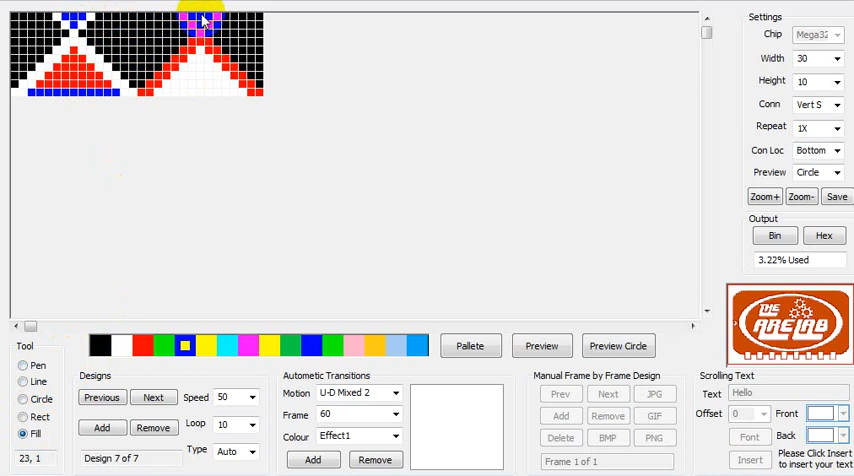 Settings
Chip Mega32
Width 30
Height 10
Conn Vert S
Repeat 1X
Con Loc Bottom
Preview Circle
Zoom+ Zoom- Save
Output
Bin Hex
3.22% Used
THE
ARE LAB
Pallete Preview Preview Circle
Tool
Pen
Line
Circle
Rect
Fill
23, 1
Designs
Previous Next Speed 50
Loop 10
Add Remove
Type Auto
Design 7 of 7
Autometic Transitions
Motion U-D Mixed 2
Frame 60
Colour Effect1
Add Remove
Manual Frame by Frame Design
Prev Next JPG
Add Remove GIF
Delete BMP PNG
Frame 1 of 1
Scrolling Text
Text Hello
Offset 0 Front
Font Back
Insert
Please Click Insert
to insert your text